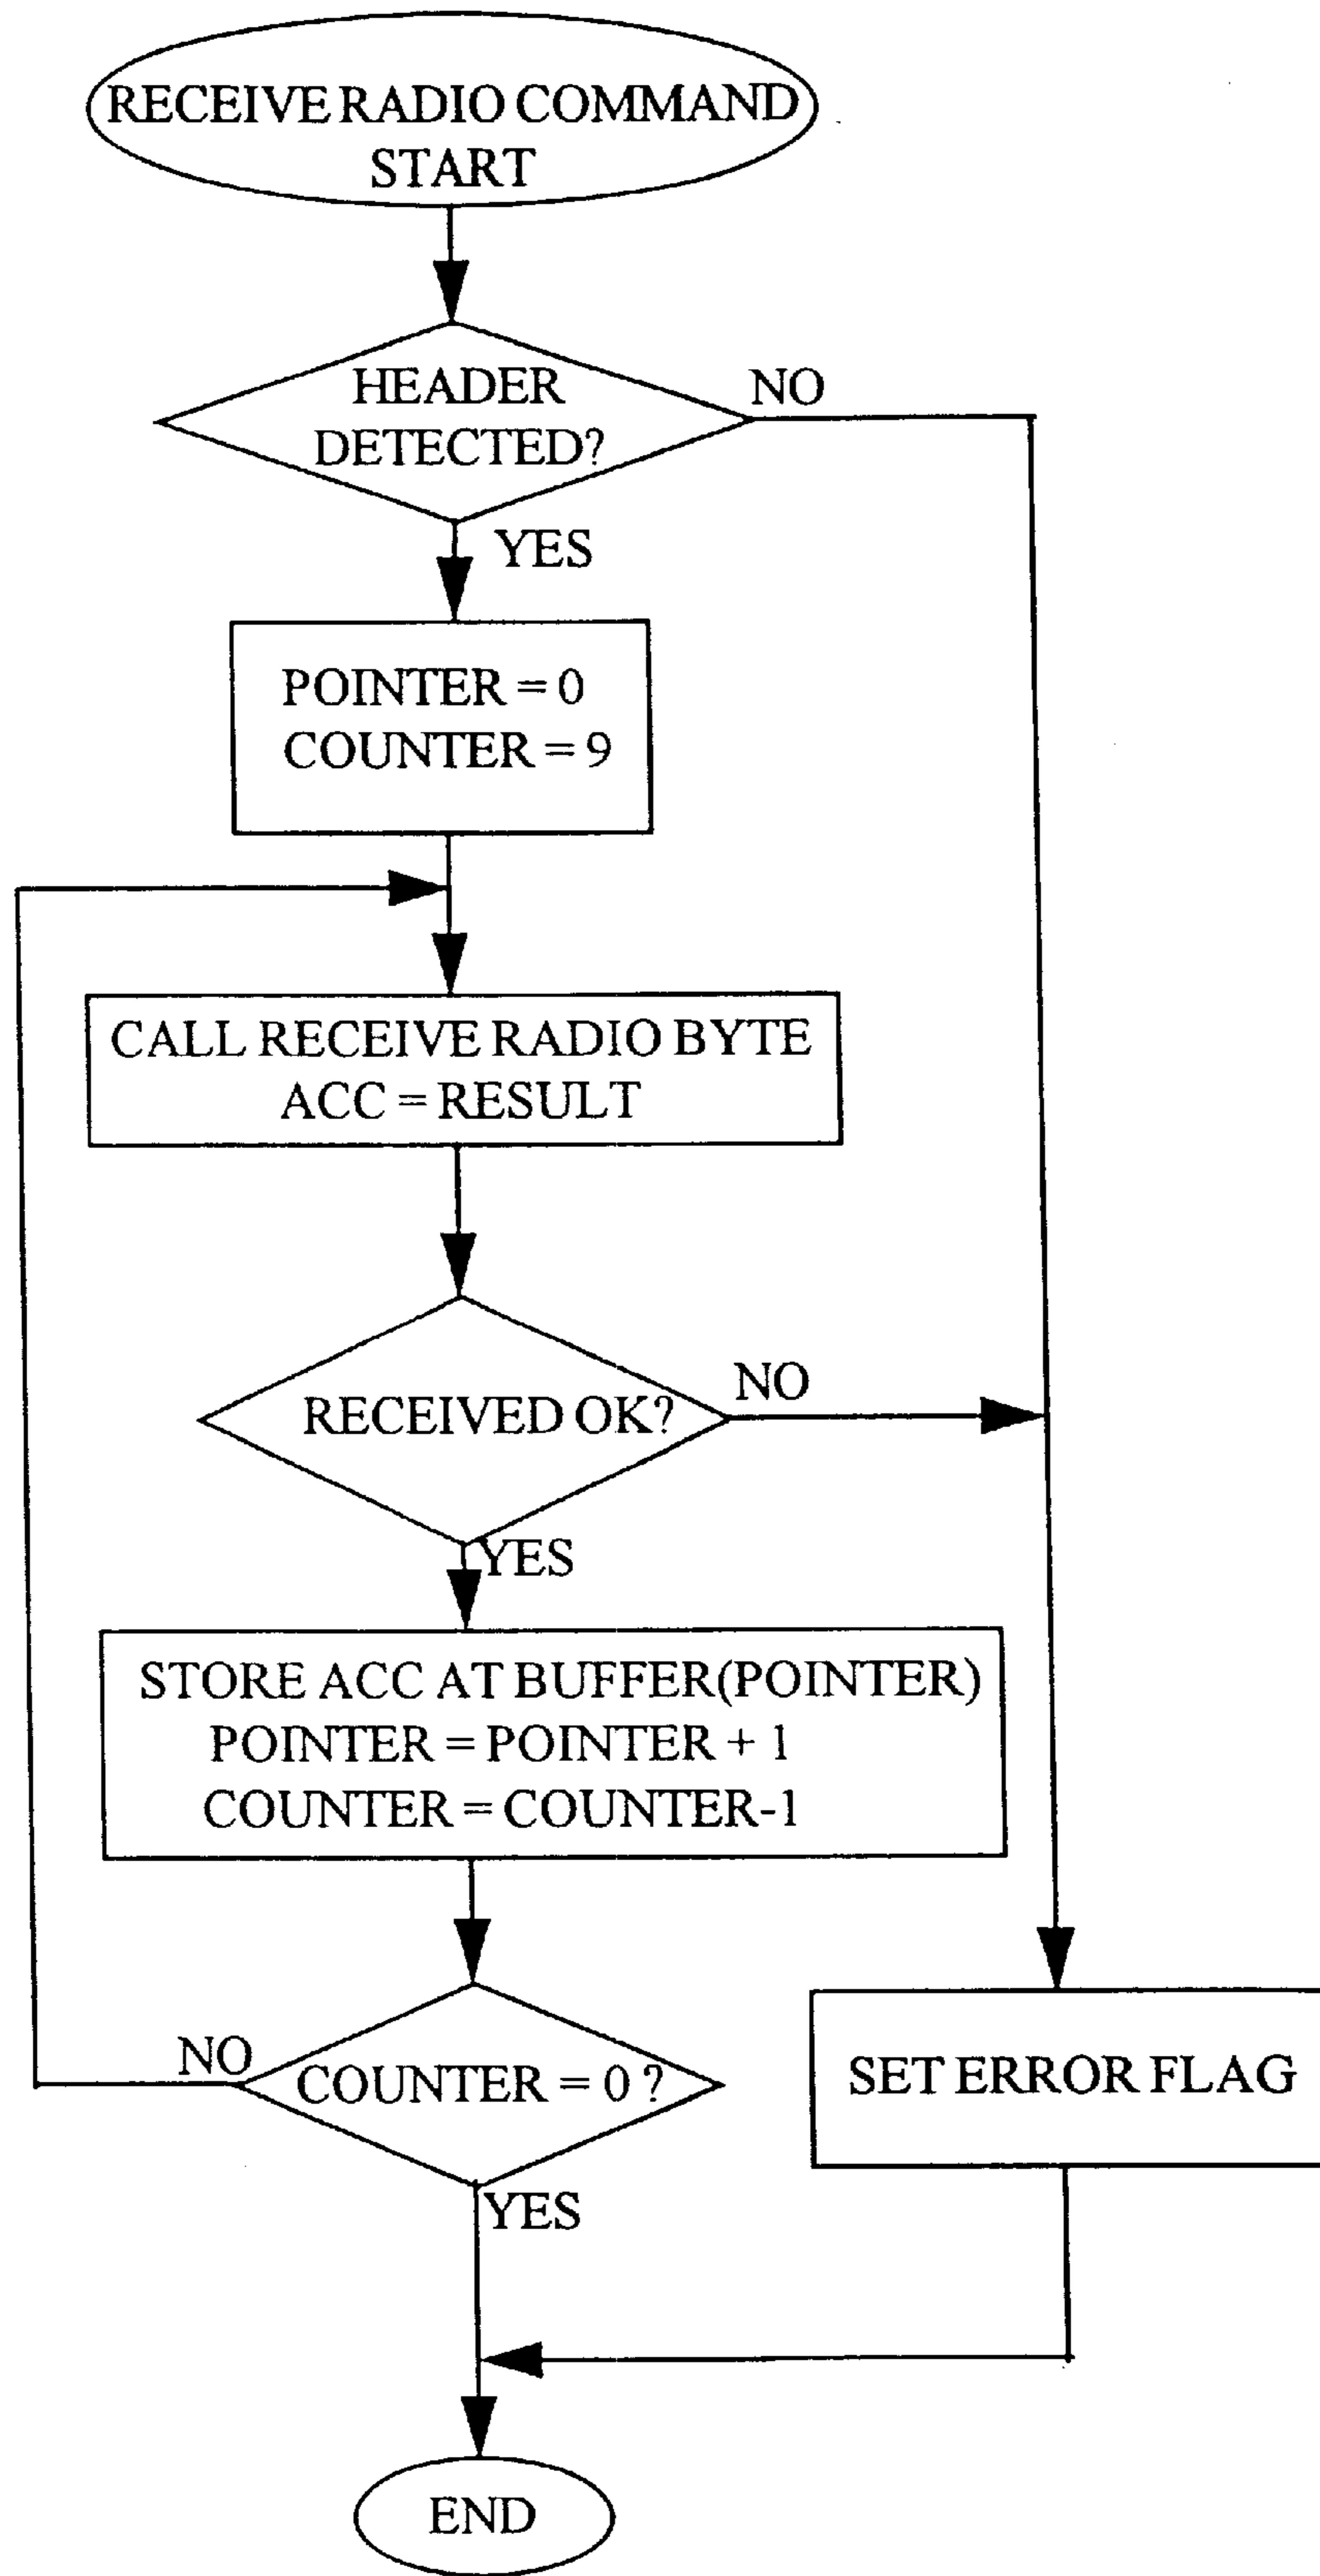 RECEIVE RADIO COMMAND
START
HEADER
DETECTED?
NO
YES
POINTER = 0
COUNTER = 9
CALL RECEIVE RADIO BYTE
ACC = RESULT
RECEIVED OK?
NO
YES
STORE ACC AT BUFFER(POINTER)
POINTER = POINTER + 1
COUNTER = COUNTER-1
NO
COUNTER = 0 ?
SET ERROR FLAG
YES
END